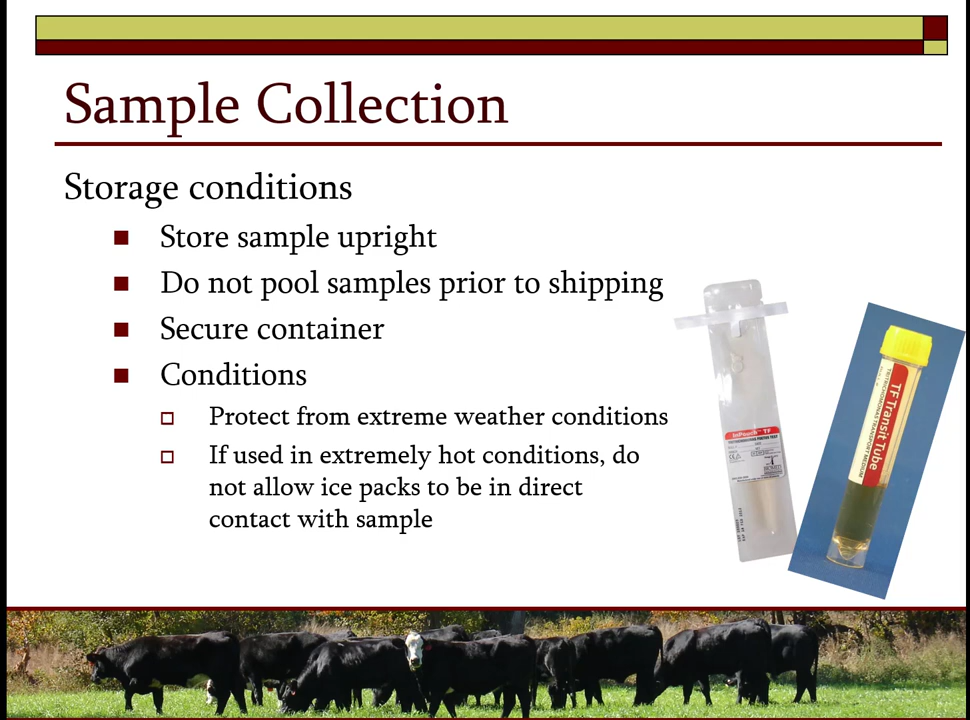 Sample Collection
Storage conditions
Store sample upright
Do not pool samples prior to shipping
Secure container
Conditions
Protect from extreme weather conditions
If used in extremely hot conditions, do
not allow ice packs to be in direct
contact with sample
InPouch™ TF
TF Transit Tube